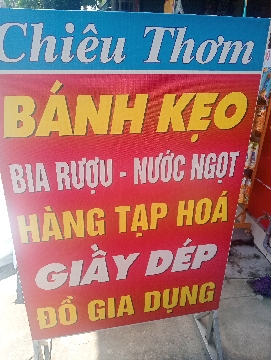 Chiêu Thơm
BÁNH KẸO
BIA RƯỢU - NƯỚC NGỌT
HÀNG TẠP HOÁ
GIẦY DÉP
ĐỒ GIA DỤNG